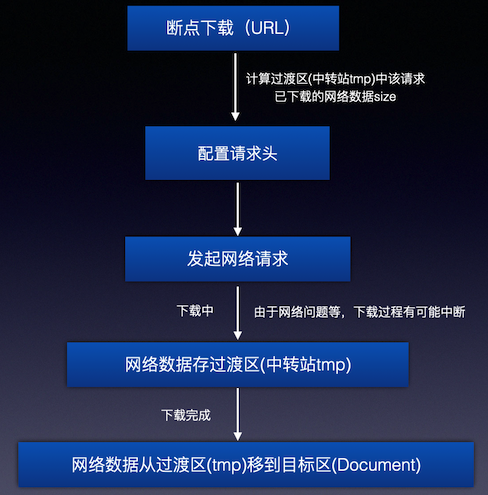 断点下载（URL）
计算过渡区(中转站tmp)中该请求
已下载的网络数据size
配置请求头
发起网络请求
下载中
由于网络问题等，下载过程有可能中断
网络数据存过渡区(中转站tmp)
下载完成
网络数据从过渡区(tmp)移到目标区(Document)